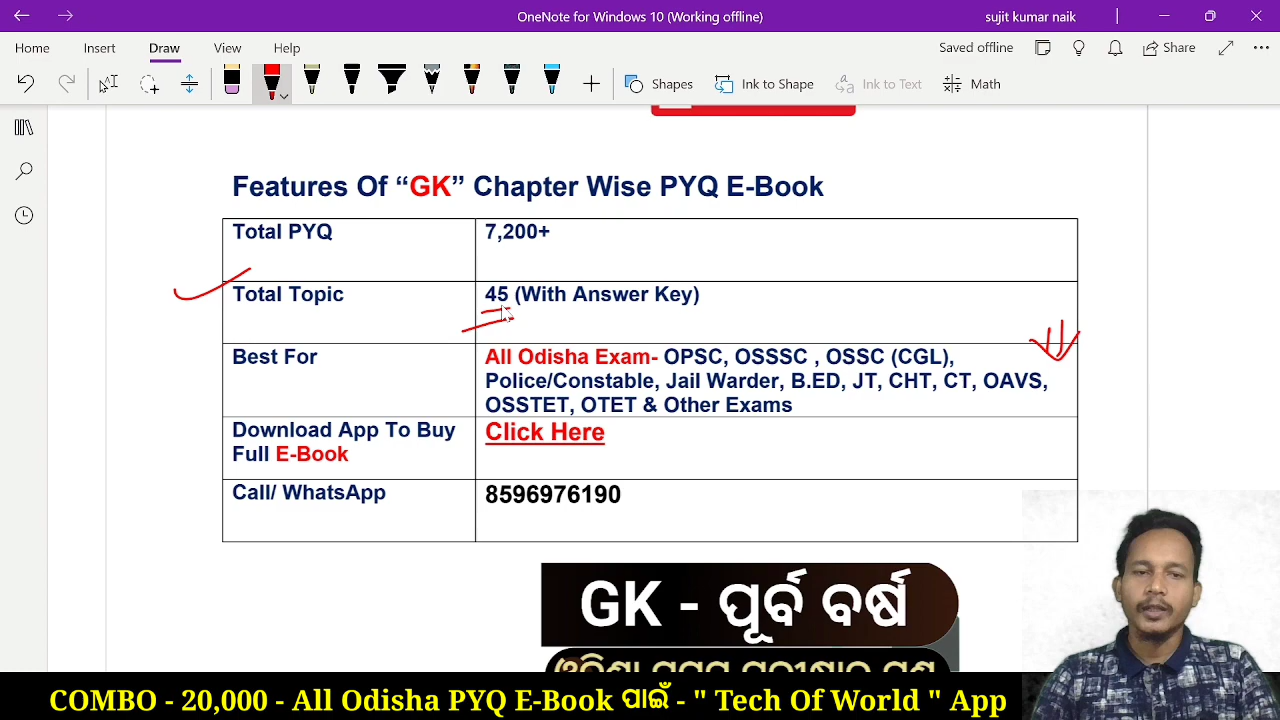 OneNote for Windows 10 (Working offline)
sujit kumar naik
Home Insert Draw View Help
Saved offline
Share
Shapes
Ink to Shape
Ink to Text
Math
Features Of “GK” Chapter Wise PYQ E-Book
Total PYQ 7,200+
Total Topic 45 (With Answer Key)
Best For All Odisha Exam- OPSC, OSSSC , OSSC (CGL),
Police/Constable, Jail Warder, B.ED, JT, CHT, CT, OAVS,
OSSTET, OTET & Other Exams
Download App To Buy Click Here
Full E-Book
Call/ WhatsApp 8596976190
GK - ପୂର୍ବ ବର୍ଷ
COMBO - 20,000 - All Odisha PYQ E-Book ପାଇଁ - " Tech Of World " App